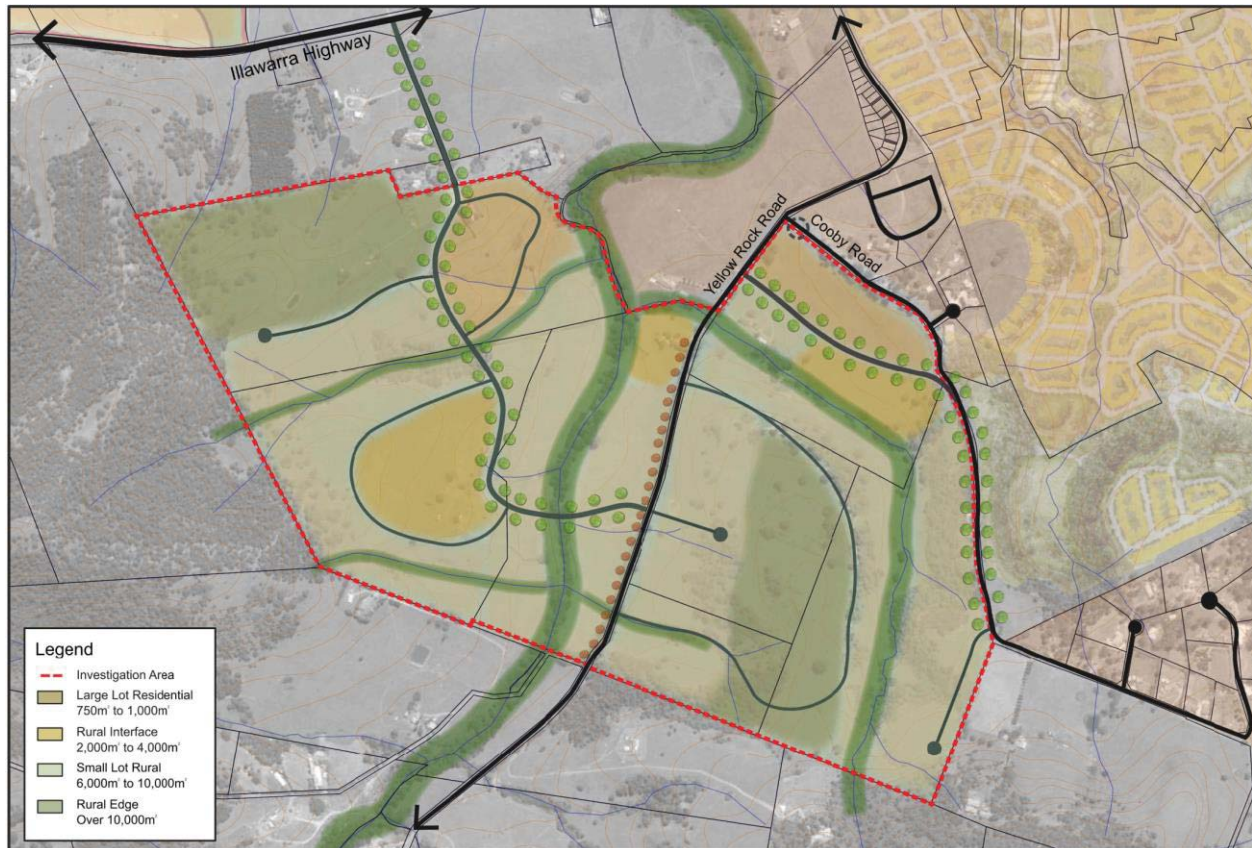 Illawarra Highway
Yellow Rock Road
Cooby Road
Legend
Investigation Area
Large Lot Residential
750m² to 1,000m²
Rural Interface
2,000m² to 4,000m²
Small Lot Rural
6,000m² to 10,000m²
Rural Edge
Over 10,000m²